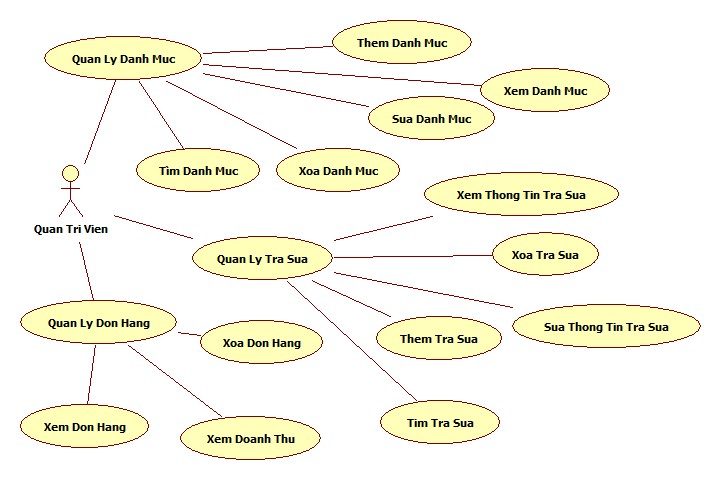 Them Danh Muc
Quan Ly Danh Muc
Xem Danh Muc
Sua Danh Muc
Tìm Danh Muc
Xoa Danh Muc
Xem Thong Tin Tra Sua
Quan Tri Vien
Quan Ly Tra Sua
Xoa Tra Sua
Quan Ly Don Hang
Sua Thong Tin Tra Sua
Xoa Don Hang
Them Tra Sua
Tim Tra Sua
Xem Don Hang
Xem Doanh Thu